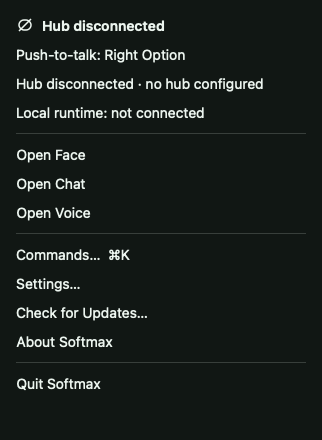 Hub disconnected
Push-to-talk: Right Option
Hub disconnected · no hub configured
Local runtime: not connected
Open Face
Open Chat
Open Voice
Commands... ⌘K
Settings...
Check for Updates...
About Softmax
Quit Softmax